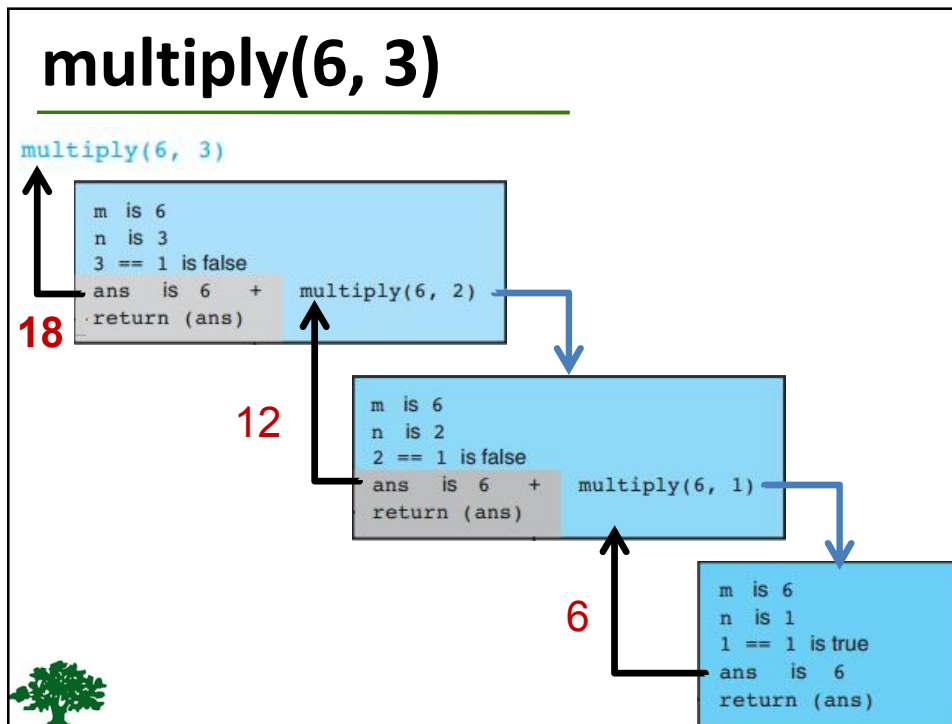 multiply(6, 3)
multiply(6, 3)
m is 6
n is 3
3 == 1 is false
ans is 6 + multiply(6, 2)
return (ans)
18
12
m is 6
n is 2
2 == 1 is false
ans is 6 + multiply(6, 1)
return (ans)
6
m is 6
n is 1
1 == 1 is true
ans is 6
return (ans)